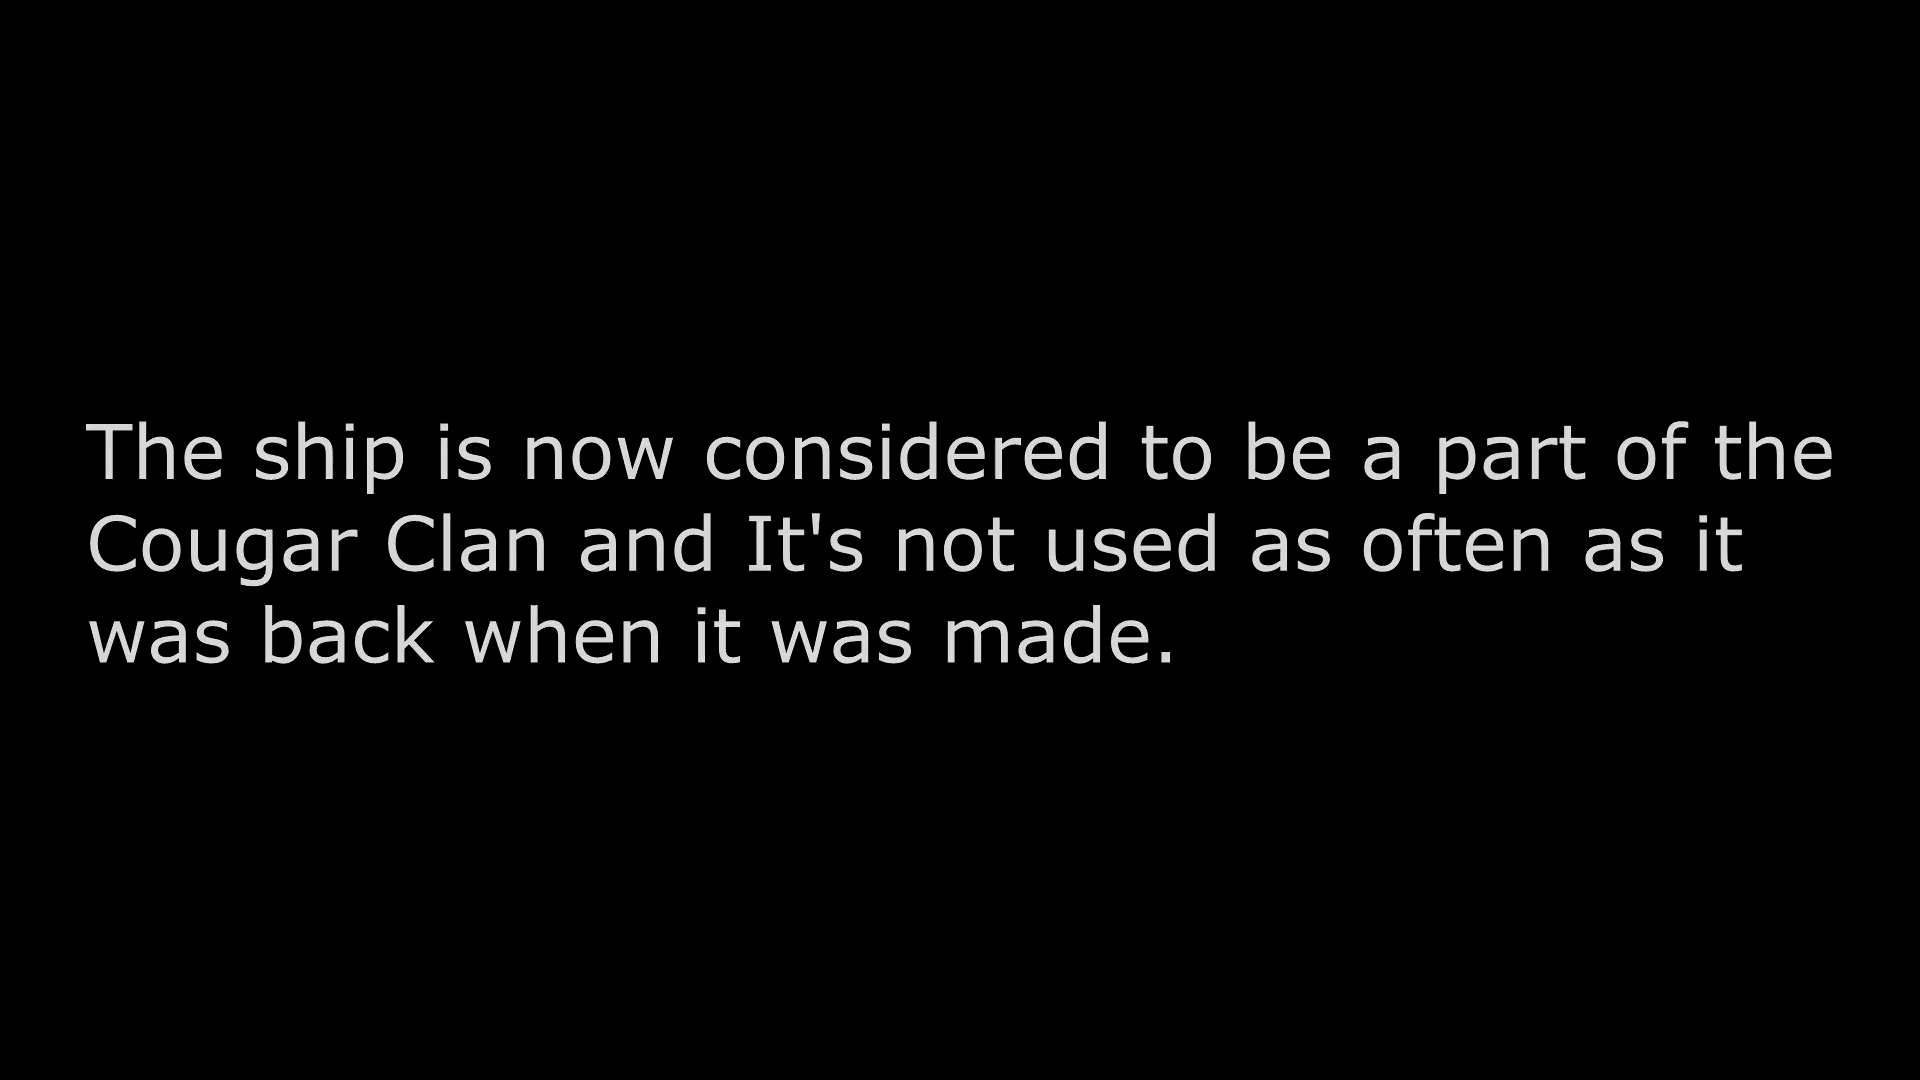 The ship is now considered to be a part of the
Cougar Clan and It's not used as often as it
was back when it was made.